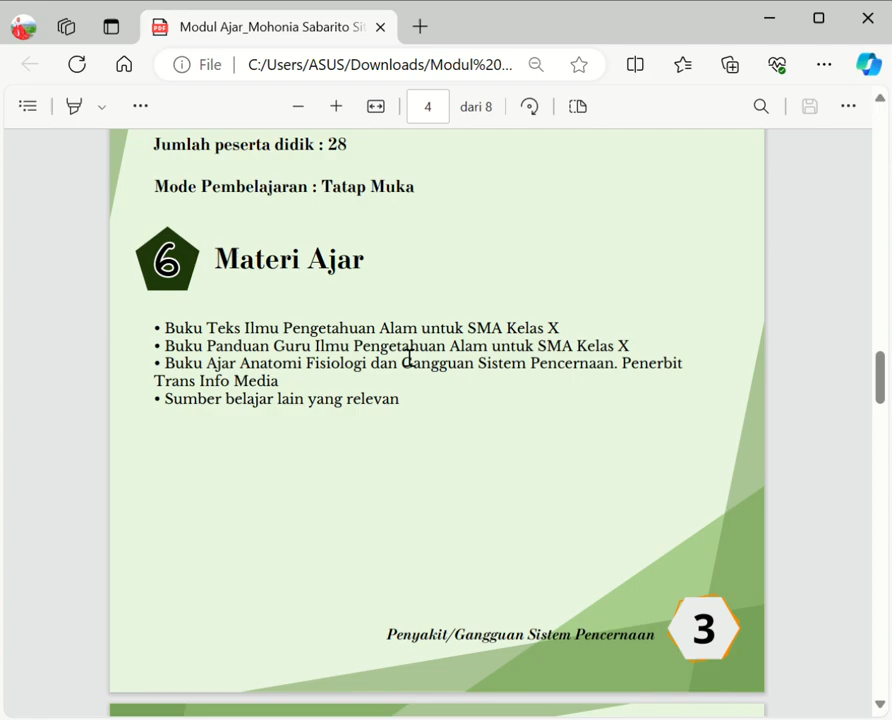 Modul Ajar_Mohonia Sabarito Sit
File
C:/Users/ASUS/Downloads/Modul%20...
4
dari 8
Jumlah peserta didik : 28
Mode Pembelajaran : Tatap Muka
6
Materi Ajar
• Buku Teks Ilmu Pengetahuan Alam untuk SMA Kelas X
• Buku Panduan Guru Ilmu Pengetahuan Alam untuk SMA Kelas X
• Buku Ajar Anatomi Fisiologi dan Gangguan Sistem Pencernaan. Penerbit
Trans Info Media
• Sumber belajar lain yang relevan
Penyakit/Gangguan Sistem Pencernaan
3